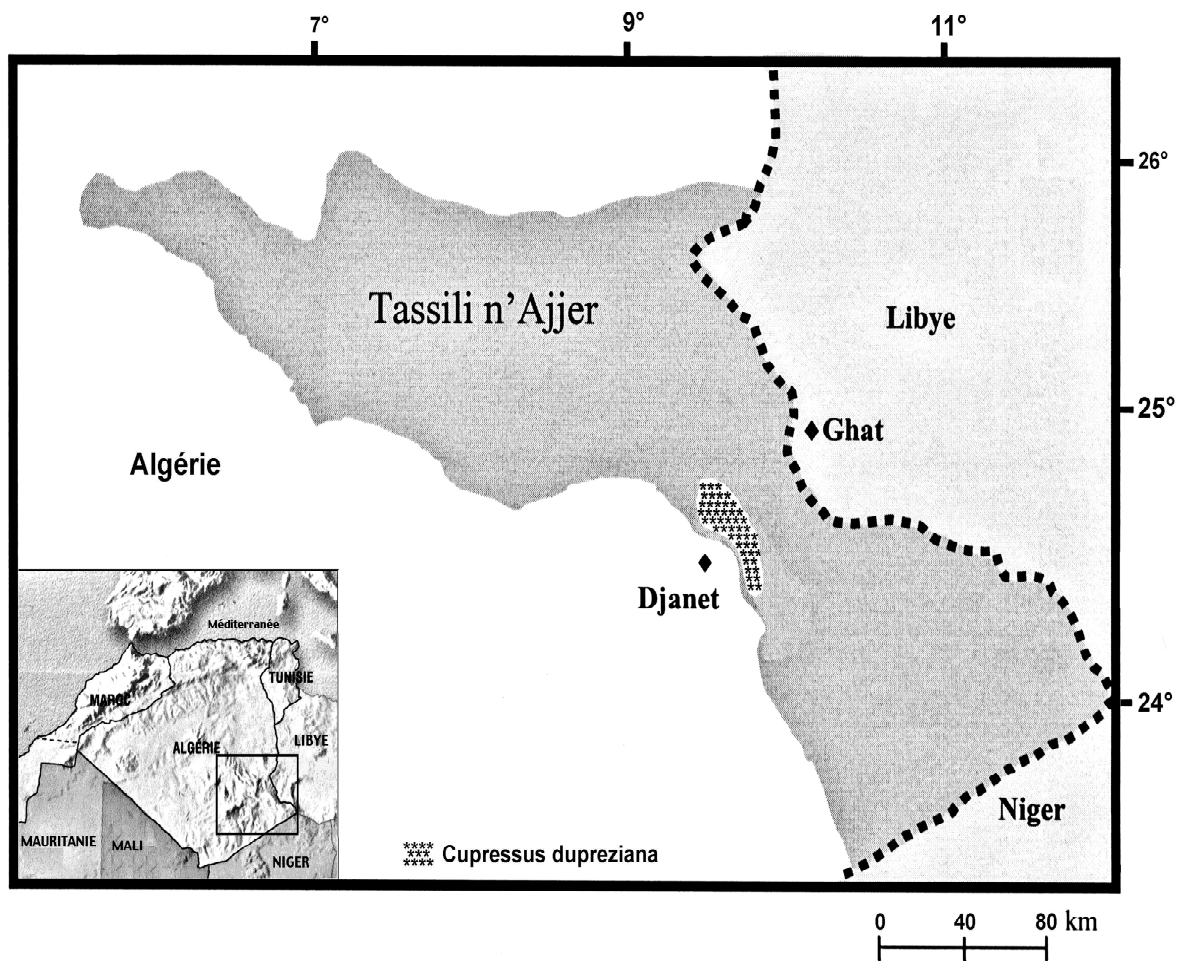 7° 9° 11°
26°
Tassili n’Ajjer
Libye
25°
Ghat
Algérie
Djanet
Méditerranée
TUNISIE
MAROC
24°
ALGÉRIE
LIBYE
Niger
MAURITANIE
MALI
NIGER
**** Cupressus dupreziana
***
****
0 40 80 km